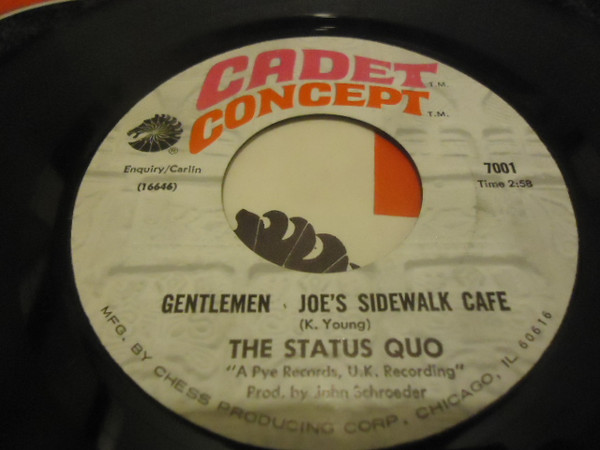 CADET T.M.
CONCEPT T.M.
®
Enquiry/Carlin
(16646)
7001
Time 2:58
GENTLEMEN · JOE'S SIDEWALK CAFE
(K. Young)
THE STATUS QUO
"A Pye Records, U.K. Recording"
Prod. by John Schroeder
MFG. BY CHESS PRODUCING CORP., CHICAGO, IL 60616